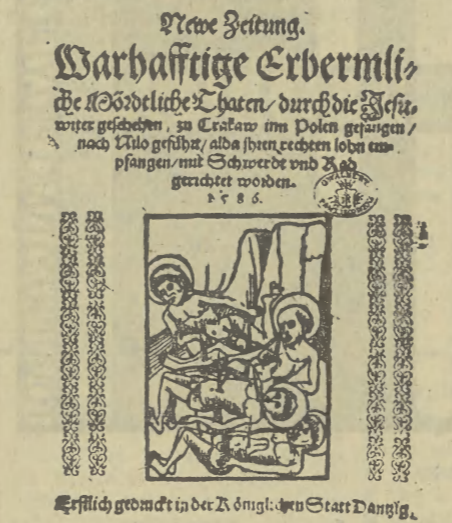 Newe Zeitung.
Warhafftige Erbermli⸗
che Mördtliche Thaten/durch die Jesu⸗
witer geschehen, zu Crakaw inn Polen gefangen/
nach Nilo geführt/alda ihren rechten lohn em⸗
pfangen/mit Schwerdt vnd Rad
gerichtet worden.
1586.
Erstlich gedruckt in der Königlichen Statt Dantzig.